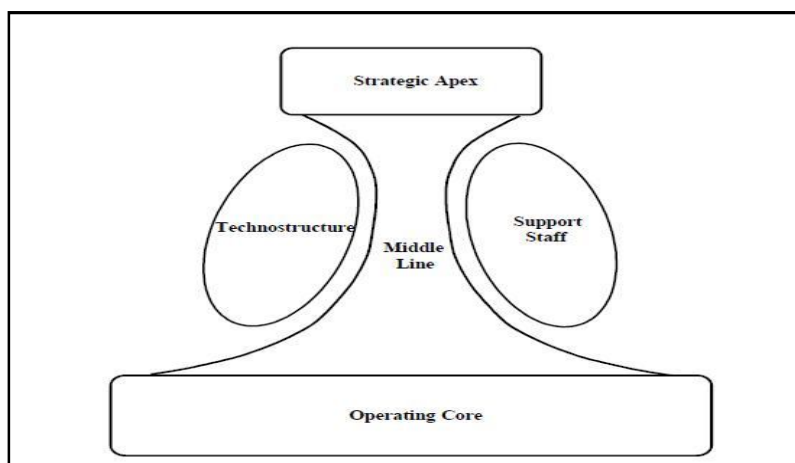 Strategic Apex
Technostructure
Support
Staff
Middle
Line
Operating Core